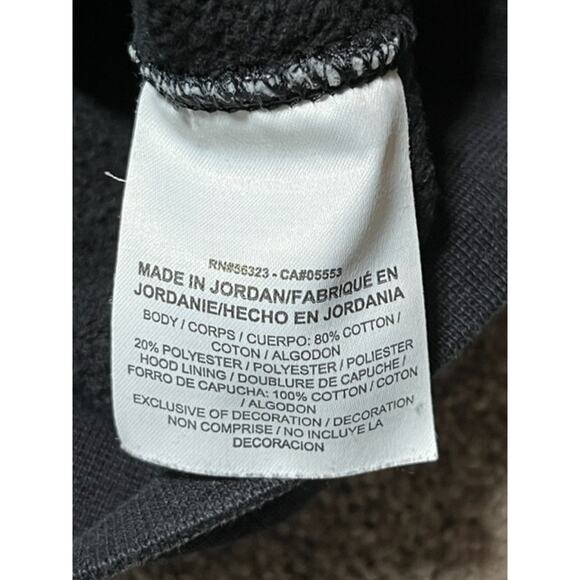 RN#56323 - CA#05553
MADE IN JORDAN/FABRIQUÉ EN
JORDANIE/HECHO EN JORDANIA
BODY / CORPS / CUERPO: 80% COTTON /
COTON / ALGODON
20% POLYESTER / POLYESTER / POLIESTER
HOOD LINING / DOUBLURE DE CAPUCHE /
FORRO DE CAPUCHA: 100% COTTON / COTON
/ ALGODON
EXCLUSIVE OF DECORATION / DECORATION
NON COMPRISE / NO INCLUYE LA
DECORACION